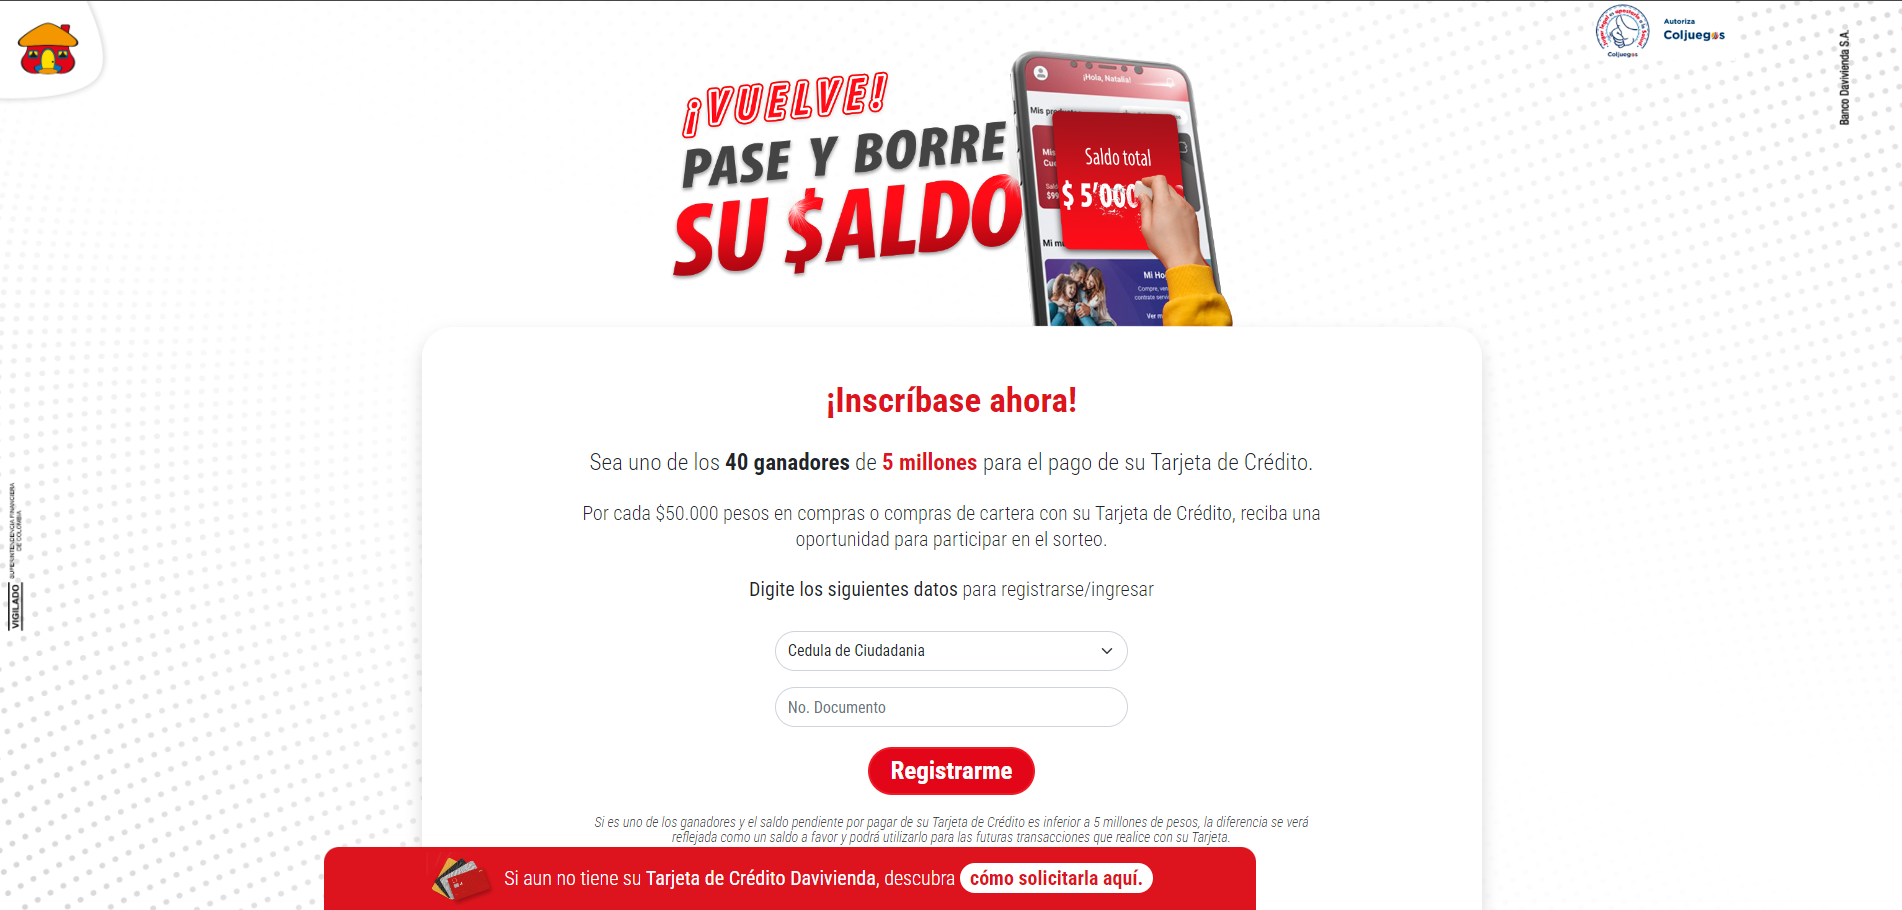 Autoriza
Coljuegos
Coljuegos
Banco Davivienda S.A.
¡VUELVE!
PASE Y BORRE
SU $ALDO
¡Hola, Natalia!
Mis
Saldo total
$ 5'000
Mi Ho
Compre, ven
contrate serv
Ver m
¡Inscríbase ahora!
Sea uno de los 40 ganadores de 5 millones para el pago de su Tarjeta de Crédito.
Por cada $50.000 pesos en compras o compras de cartera con su Tarjeta de Crédito, reciba una
oportunidad para participar en el sorteo.
Digite los siguientes datos para registrarse/ingresar
Cedula de Ciudadania
No. Documento
Registrarme
Si es uno de los ganadores y el saldo pendiente por pagar de su Tarjeta de Crédito es inferior a 5 millones de pesos, la diferencia se verá
reflejada como un saldo a favor y podrá utilizarlo para las futuras transacciones que realice con su Tarjeta.
Si aun no tiene su Tarjeta de Crédito Davivienda, descubra cómo solicitarla aquí.
VIGILADO
SUPERINTENDENCIA FINANCIERA
DE COLOMBIA